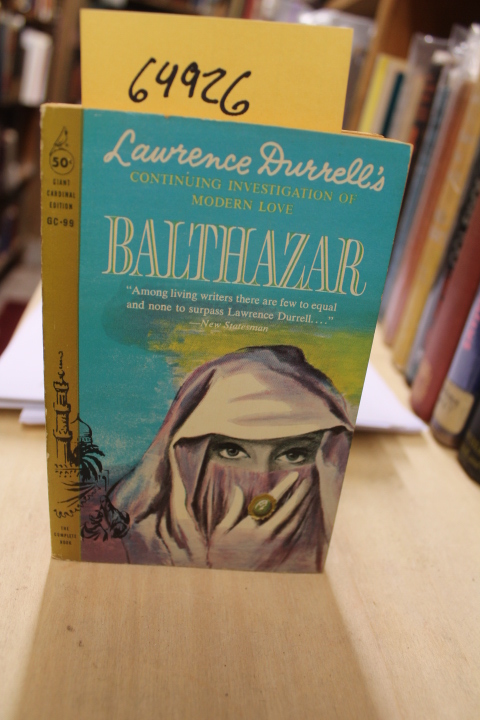 64926
50¢
GIANT
CARDINAL
EDITION
GC-99
Lawrence Durrell's
CONTINUING INVESTIGATION OF
MODERN LOVE
BALTHAZAR
"Among living writers there are few to equal
and none to surpass Lawrence Durrell...."
—New Statesman
THE
COMPLETE
BOOK